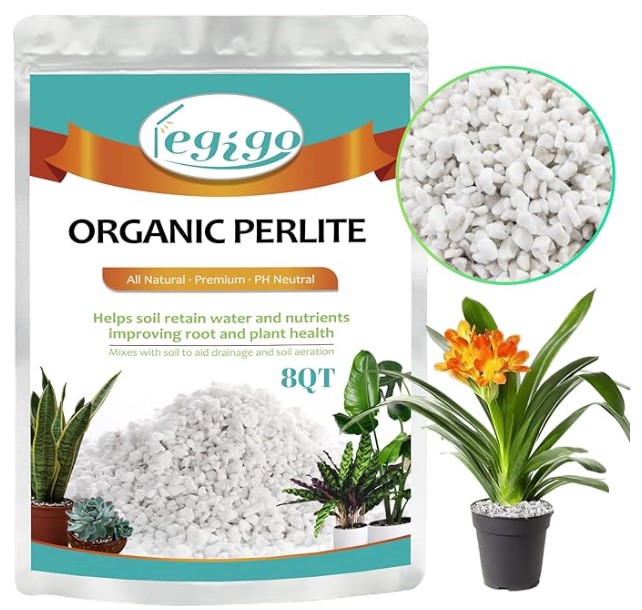 legigo
ORGANIC PERLITE
All Natural · Premium · PH Neutral
Helps soil retain water and nutrients
improving root and plant health
Mixes with soil to aid drainage and soil aeration
8QT